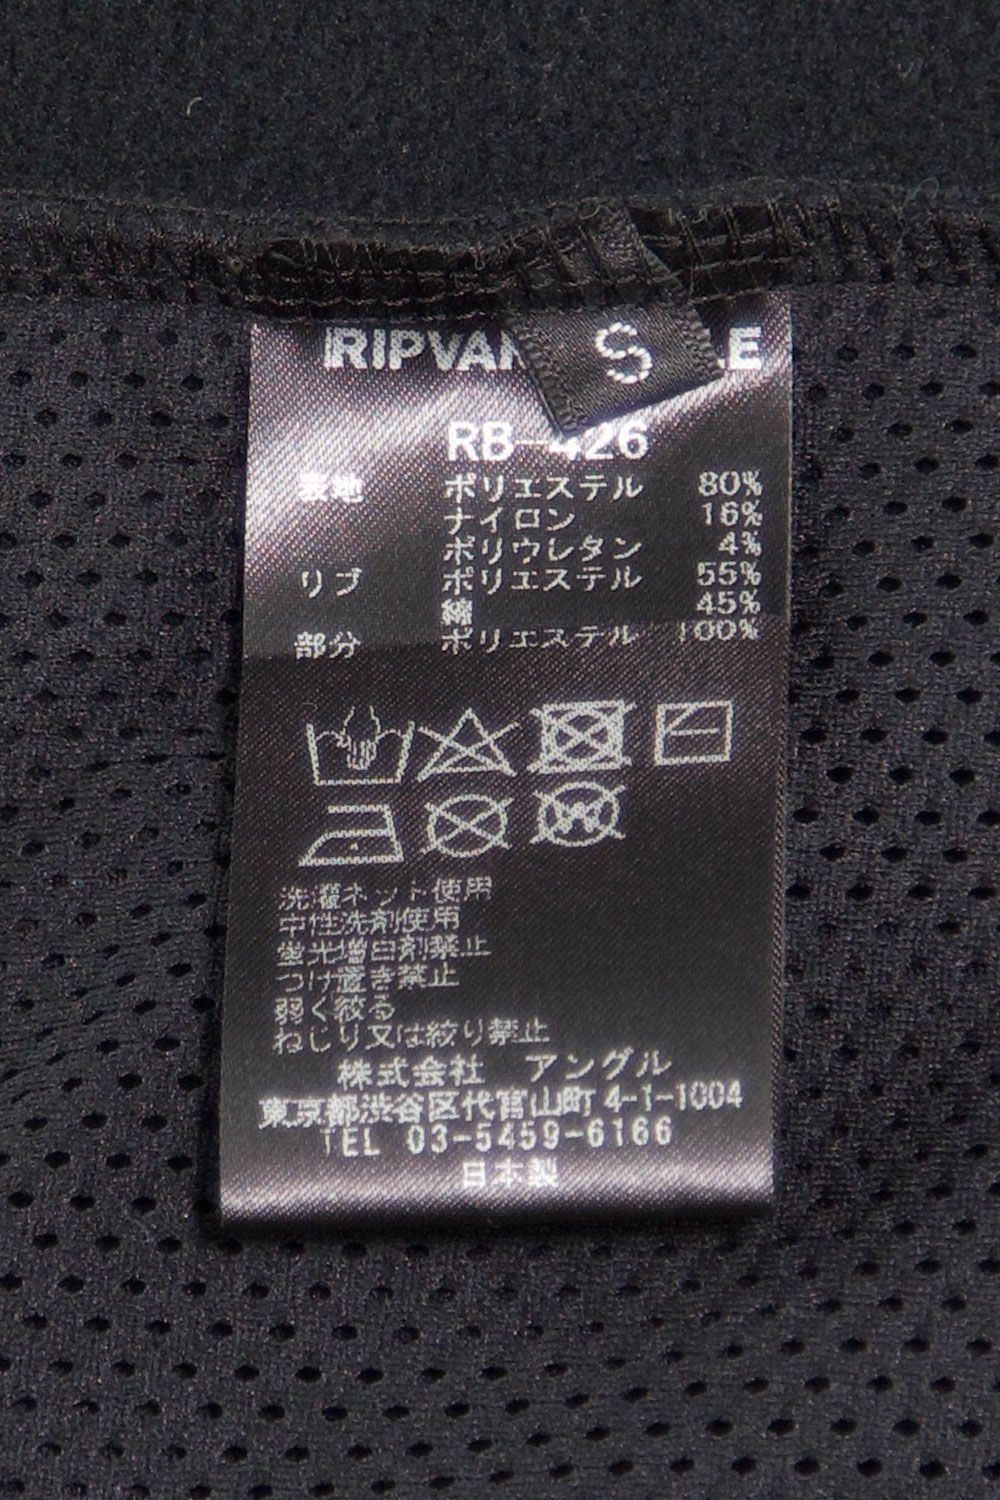 RIPVAN LE
S
RB-426
表地 ポリエステル 80%
ナイロン 16%
ポリウレタン 4%
リブ ポリエステル 55%
綿 45%
部分 ポリエステル 100%
洗濯ネット使用
中性洗剤使用
蛍光増白剤禁止
つけ置き禁止
弱く絞る
ねじり又は絞り禁止
株式会社 アングル
東京都渋谷区代官山町4-1-1004
TEL 03-5459-6166
日本製